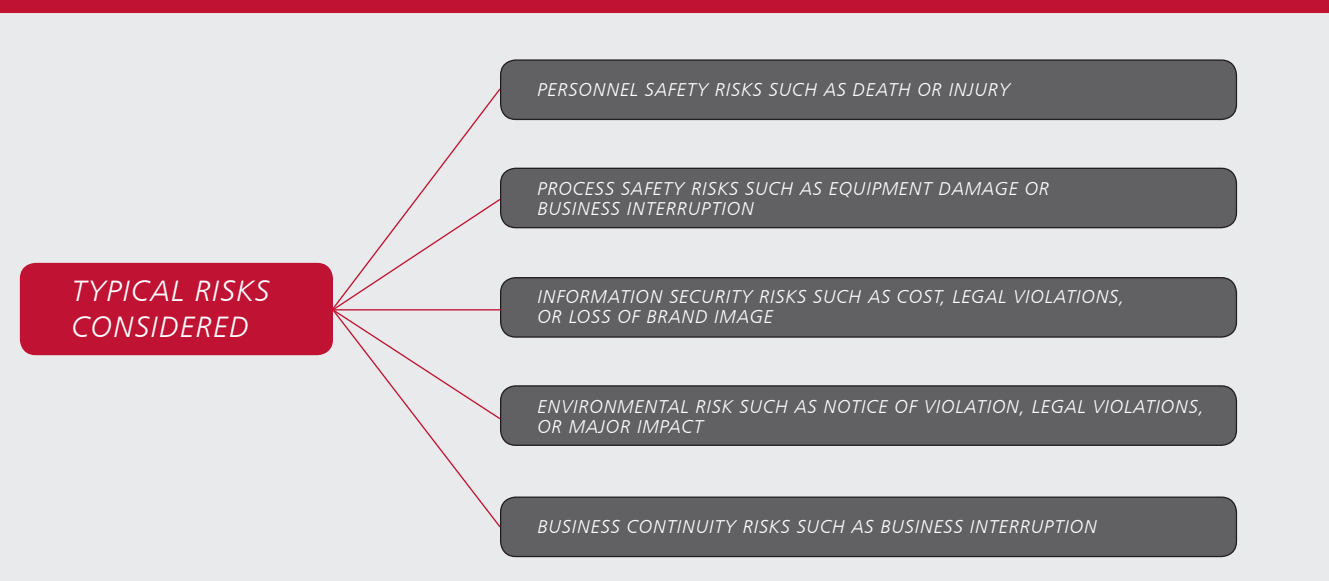 PERSONNEL SAFETY RISKS SUCH AS DEATH OR INJURY
PROCESS SAFETY RISKS SUCH AS EQUIPMENT DAMAGE OR
BUSINESS INTERRUPTION
TYPICAL RISKS
CONSIDERED
INFORMATION SECURITY RISKS SUCH AS COST, LEGAL VIOLATIONS,
OR LOSS OF BRAND IMAGE
ENVIRONMENTAL RISK SUCH AS NOTICE OF VIOLATION, LEGAL VIOLATIONS,
OR MAJOR IMPACT
BUSINESS CONTINUITY RISKS SUCH AS BUSINESS INTERRUPTION